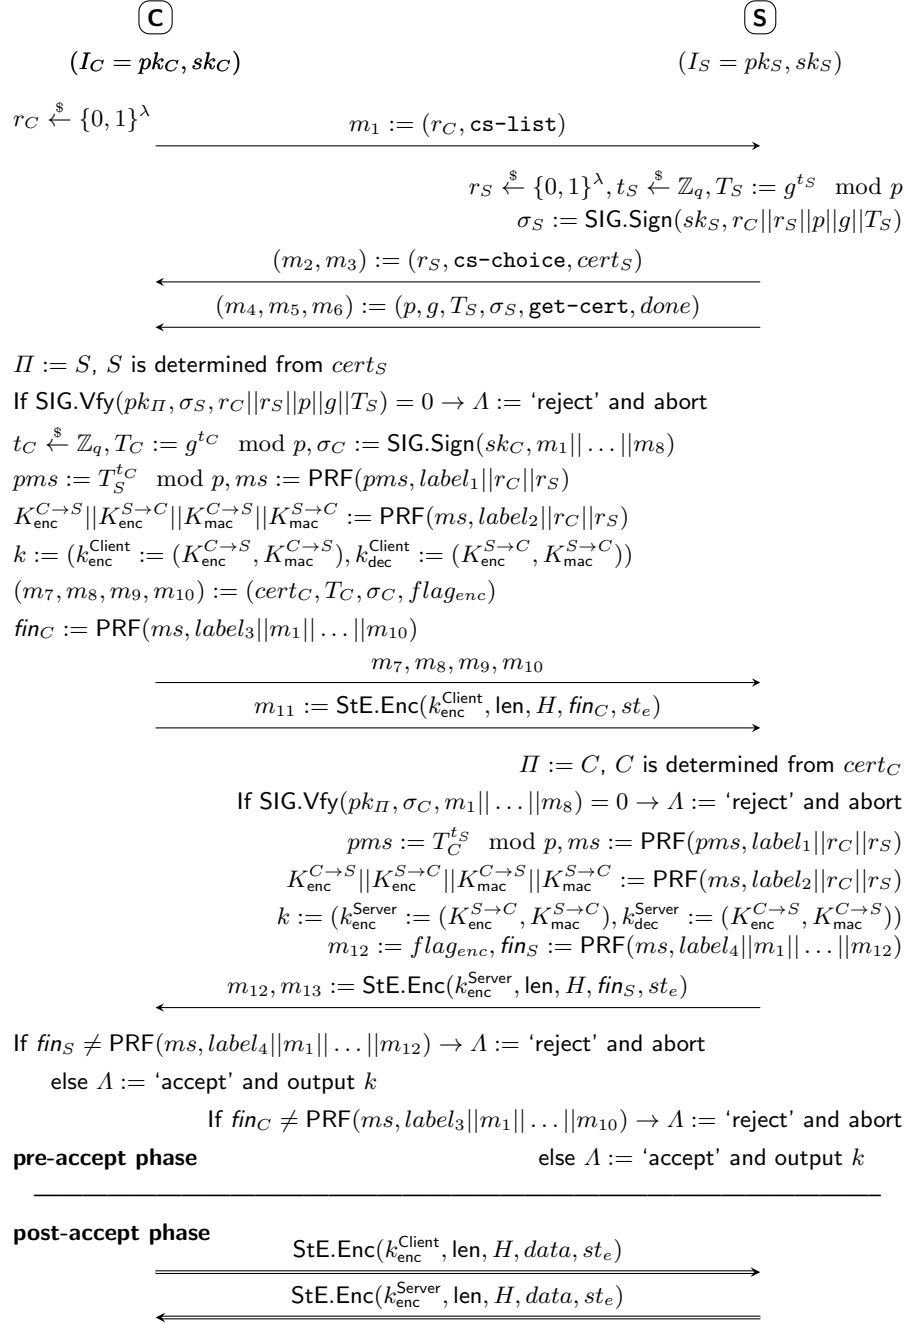 C S
(I_C = pk_C, sk_C) (I_S = pk_S, sk_S)
r_C ←$ {0, 1}^λ
m_1 := (r_C, cs-list)
r_S ←$ {0, 1}^λ, t_S ←$ ℤ_q, T_S := g^{t_S} mod p
σ_S := SIG.Sign(sk_S, r_C||r_S||p||g||T_S)
(m_2, m_3) := (r_S, cs-choice, cert_S)
(m_4, m_5, m_6) := (p, g, T_S, σ_S, get-cert, done)
Π := S, S is determined from cert_S
If SIG.Vfy(pk_Π, σ_S, r_C||r_S||p||g||T_S) = 0 → Λ := ‘reject’ and abort
t_C ←$ ℤ_q, T_C := g^{t_C} mod p, σ_C := SIG.Sign(sk_C, m_1||...||m_8)
pms := T_S^{t_C} mod p, ms := PRF(pms, label_1||r_C||r_S)
K_enc^{C→S}||K_enc^{S→C}||K_mac^{C→S}||K_mac^{S→C} := PRF(ms, label_2||r_C||r_S)
k := (k_enc^{Client} := (K_enc^{C→S}, K_mac^{C→S}), k_dec^{Client} := (K_enc^{S→C}, K_mac^{S→C}))
(m_7, m_8, m_9, m_10) := (cert_C, T_C, σ_C, flag_enc)
fin_C := PRF(ms, label_3||m_1||...||m_10)
m_7, m_8, m_9, m_10
m_11 := StE.Enc(k_enc^{Client}, len, H, fin_C, st_e)
Π := C, C is determined from cert_C
If SIG.Vfy(pk_Π, σ_C, m_1||...||m_8) = 0 → Λ := ‘reject’ and abort
pms := T_C^{t_S} mod p, ms := PRF(pms, label_1||r_C||r_S)
K_enc^{C→S}||K_enc^{S→C}||K_mac^{C→S}||K_mac^{S→C} := PRF(ms, label_2||r_C||r_S)
k := (k_enc^{Server} := (K_enc^{S→C}, K_mac^{S→C}), k_dec^{Server} := (K_enc^{C→S}, K_mac^{C→S}))
m_12 := flag_enc, fin_S := PRF(ms, label_4||m_1||...||m_12)
m_12, m_13 := StE.Enc(k_enc^{Server}, len, H, fin_S, st_e)
If fin_S ≠ PRF(ms, label_4||m_1||...||m_12) → Λ := ‘reject’ and abort
else Λ := ‘accept’ and output k
If fin_C ≠ PRF(ms, label_3||m_1||...||m_10) → Λ := ‘reject’ and abort
pre-accept phase else Λ := ‘accept’ and output k
post-accept phase
StE.Enc(k_enc^{Client}, len, H, data, st_e)
StE.Enc(k_enc^{Server}, len, H, data, st_e)